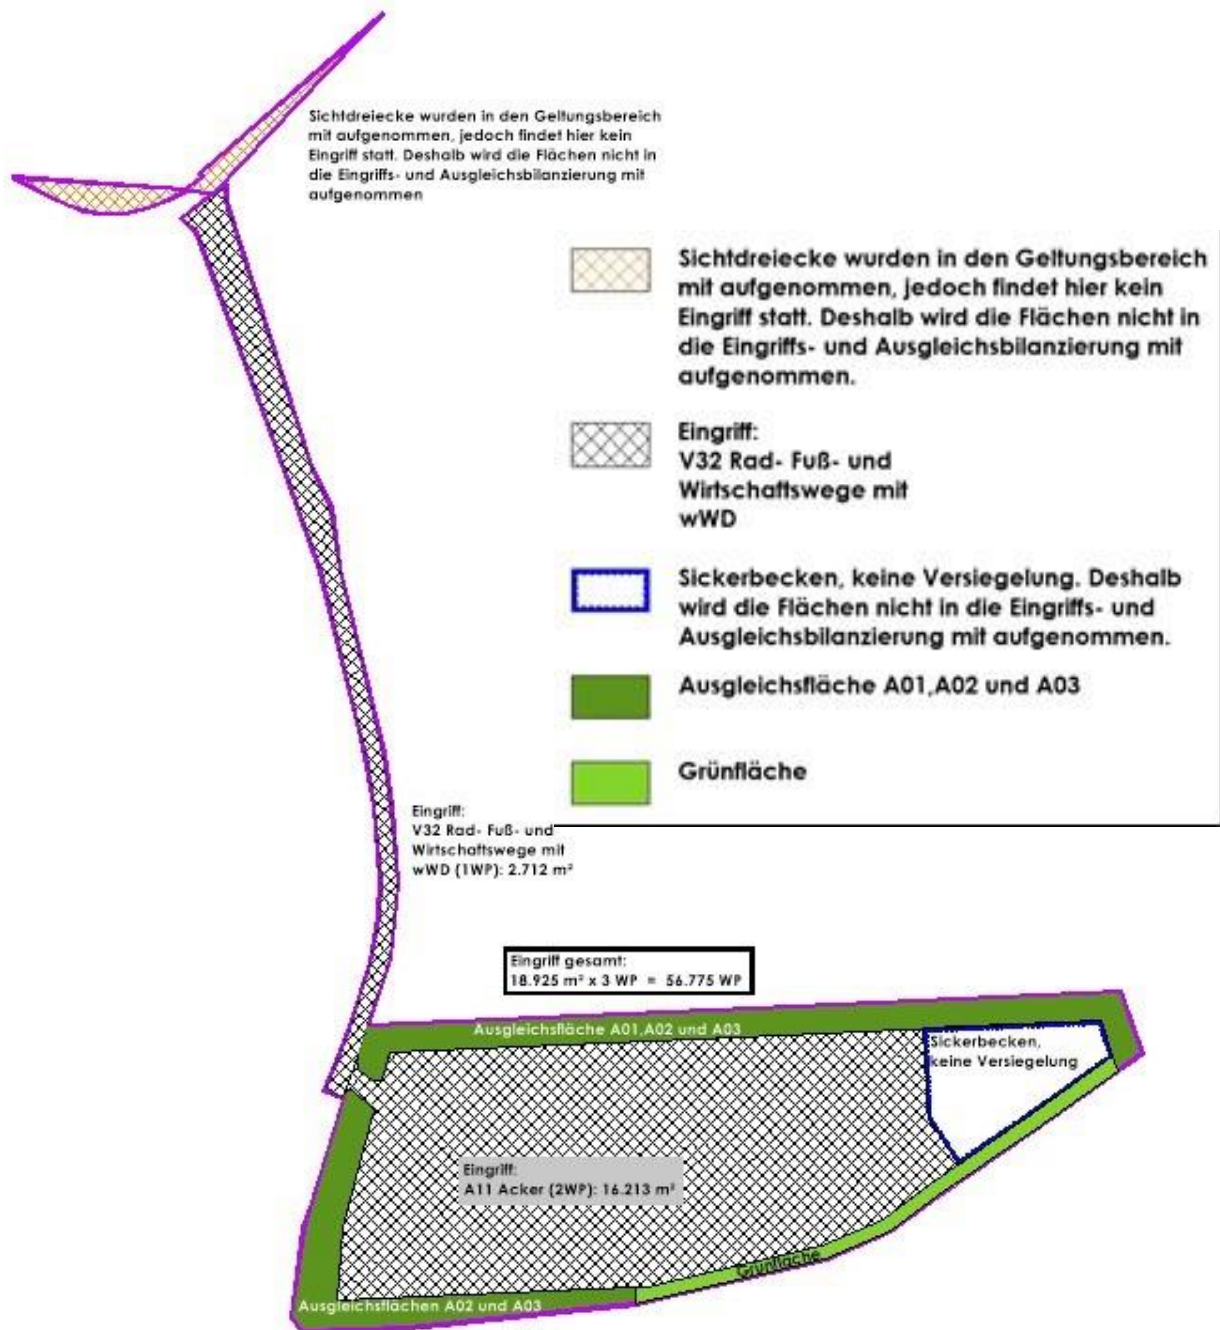 Sichtdreiecke wurden in den Geltungsbereich
mit aufgenommen, jedoch findet hier kein
Eingriff statt. Deshalb wird die Flächen nicht in
die Eingriffs- und Ausgleichsbilanzierung mit
aufgenommen
Sichtdreiecke wurden in den Geltungsbereich
mit aufgenommen, jedoch findet hier kein
Eingriff statt. Deshalb wird die Flächen nicht in
die Eingriffs- und Ausgleichsbilanzierung mit
aufgenommen.
Eingriff:
V32 Rad- Fuß- und
Wirtschaftswege mit
wWD
Sickerbecken, keine Versiegelung. Deshalb
wird die Flächen nicht in die Eingriffs- und
Ausgleichsbilanzierung mit aufgenommen.
Ausgleichsfläche A01,A02 und A03
Grünfläche
Eingriff:
V32 Rad- Fuß- und
Wirtschaftswege mit
wWD (1WP): 2.712 m²
Eingriff gesamt:
18.925 m² x 3 WP = 56.775 WP
Ausgleichsfläche A01,A02 und A03
Sickerbecken,
keine Versiegelung
Eingriff:
A11 Acker (2WP): 16.213 m²
Grünfläche
Ausgleichsflächen A02 und A03